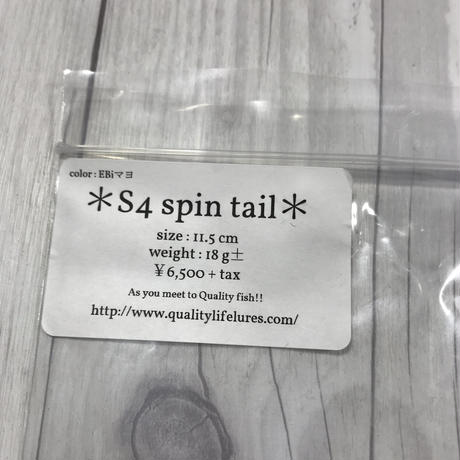 color : EBiマヨ
＊S4 spin tail＊
size : 11.5 cm
weight : 18 g±
￥6,500 + tax
As you meet to Quality fish!!
http://www.qualitylifelures.com/